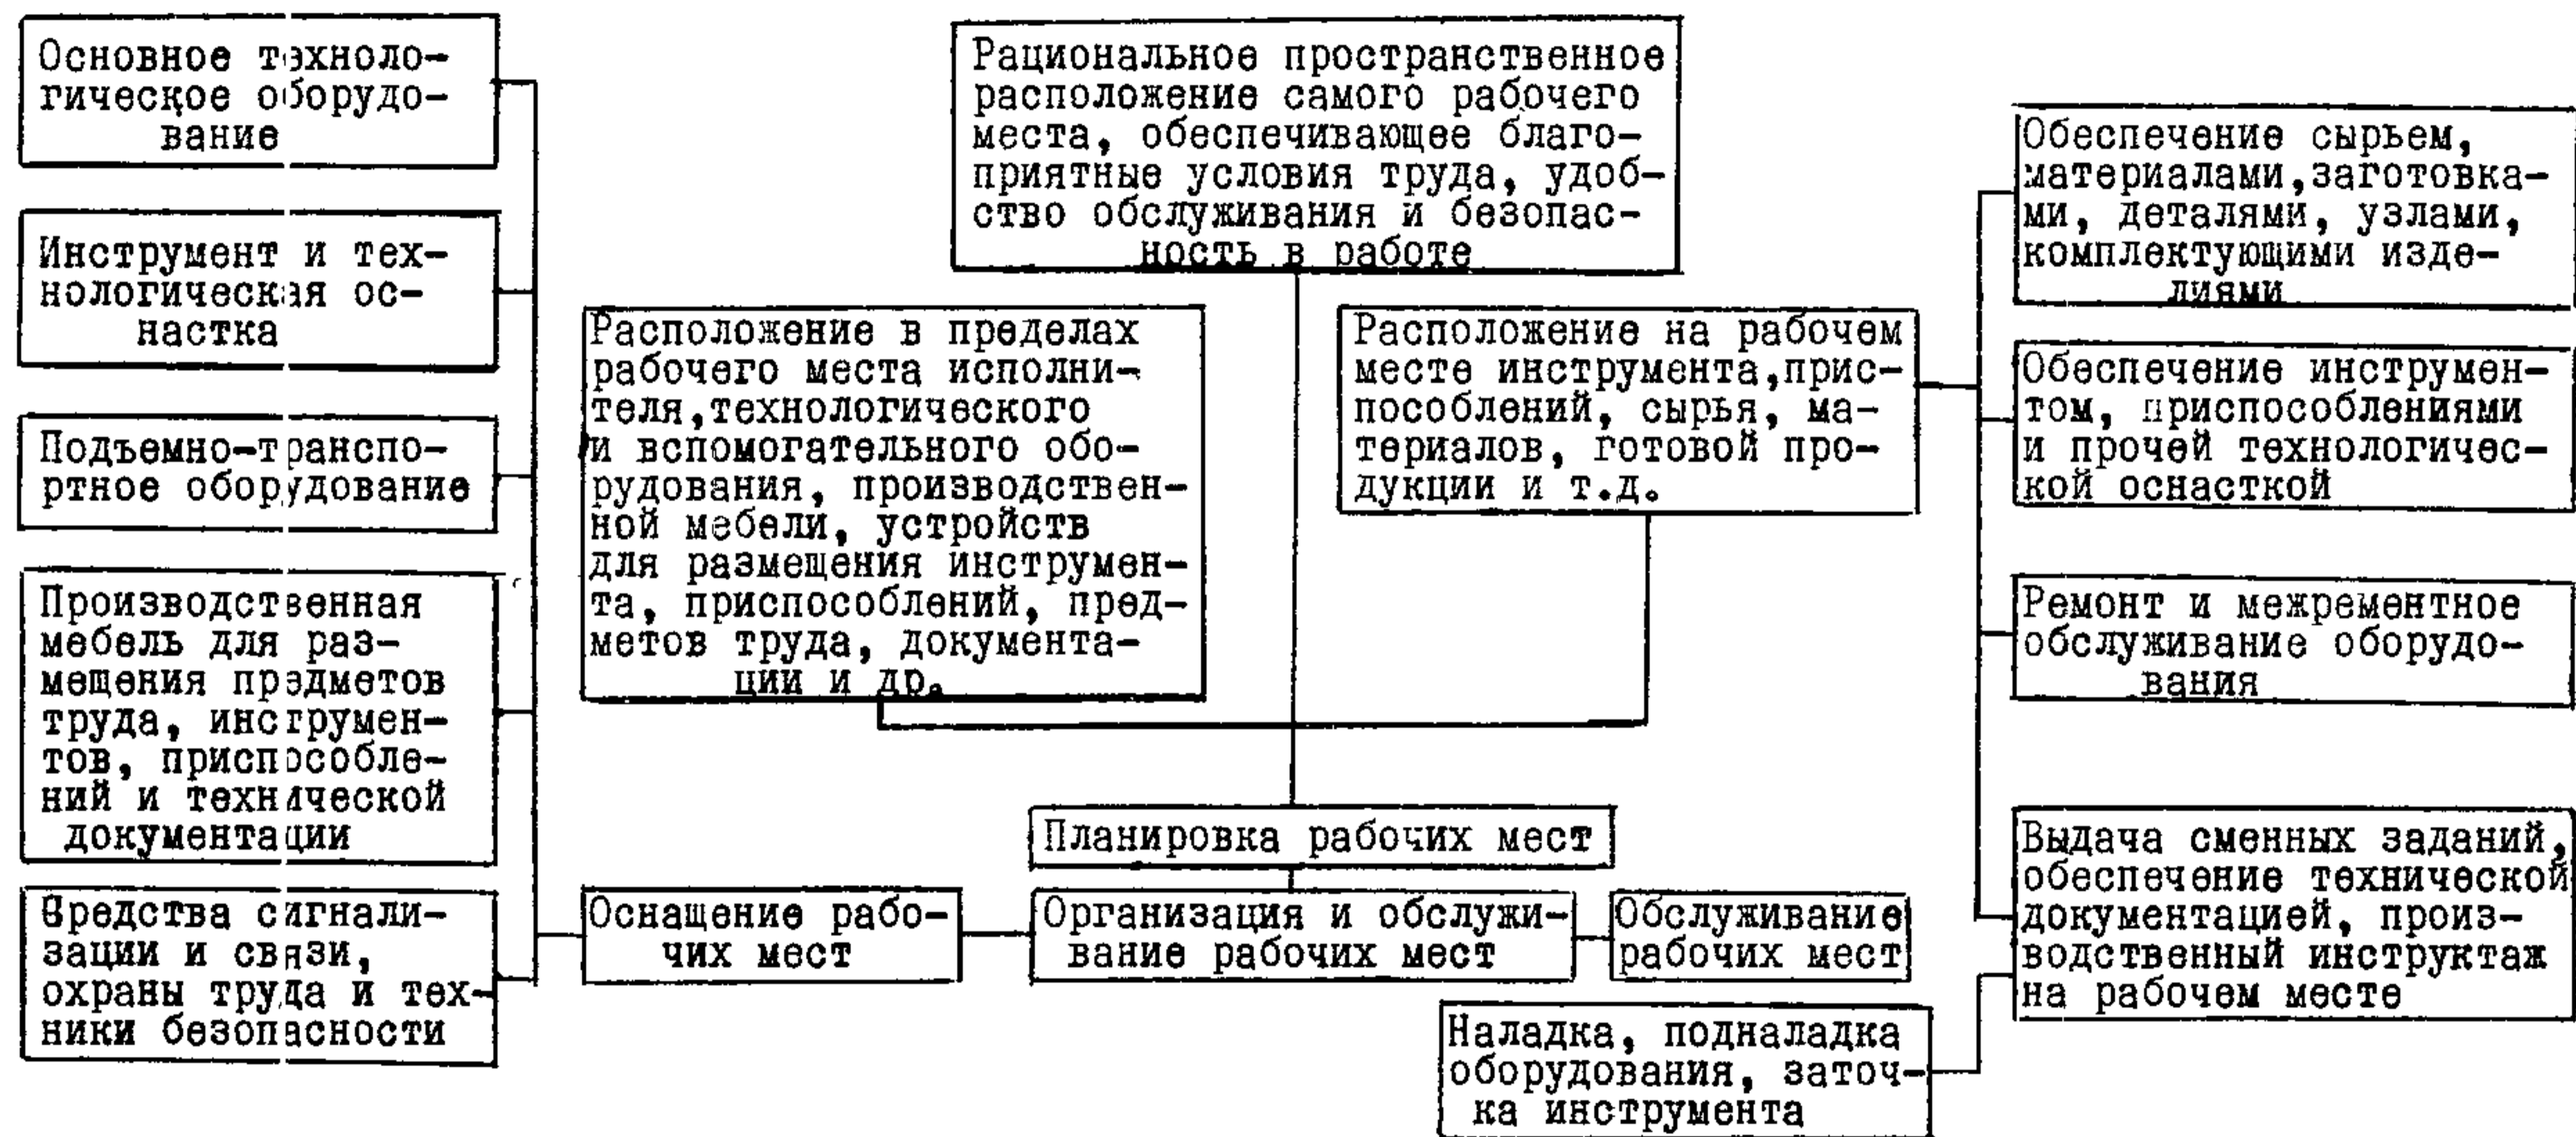 Основное техноло-
гическое оборудо-
вание
Инструмент и тех-
нологическая ос-
настка
Подъемно-транспо-
ртное оборудование
Производственная
мебель для раз-
мещения предметов
труда, инструмен-
тов, приспособле-
ний и технической
документации
Средства сигнали-
зации и связи,
охраны труда и тех-
ники безопасности
Рациональное пространственное
расположение самого рабочего
места, обеспечивающее благо-
приятные условия труда, удоб-
ство обслуживания и безопас-
ность в работе
Расположение в пределах
рабочего места исполни-
теля,технологического
и вспомогательного обо-
рудования, производствен-
ной мебели, устройств
для размещения инструмен-
та, приспособлений, пред-
метов труда, документа-
ции и др.
Расположение на рабочем
месте инструмента,прис-
пособлений, сырья, ма-
териалов, готовой про-
дукции и т.д.
Планировка рабочих мест
Оснащение рабо-
чих мест
Организация и обслужи-
вание рабочих мест
Обслуживание
рабочих мест
Обеспечение сырьем,
материалами,заготовка-
ми, деталями, узлами,
комплектующими изде-
лиями
Обеспечение инструмен-
том, приспособлениями
и прочей технологичес-
кой оснасткой
Ремонт и межрементное
обслуживание оборудо-
вания
Выдача сменных заданий,
обеспечение технической
документацией, произ-
водственный инструктаж
на рабочем месте
Наладка, подналадка
оборудования, заточ-
ка инструмента